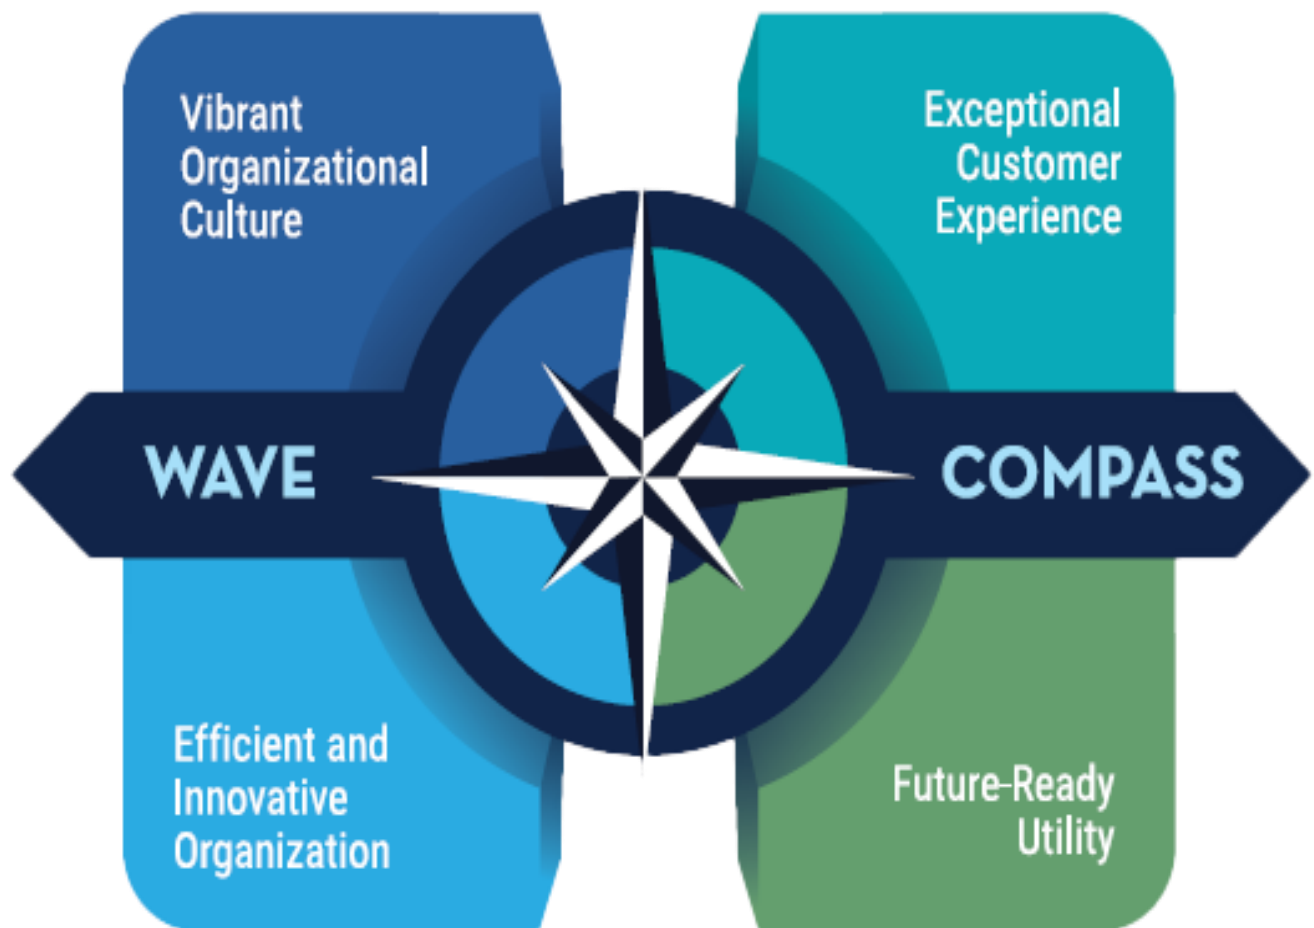 Vibrant
Organizational
Culture
Exceptional
Customer
Experience
WAVE
COMPASS
Efficient and
Innovative
Organization
Future-Ready
Utility